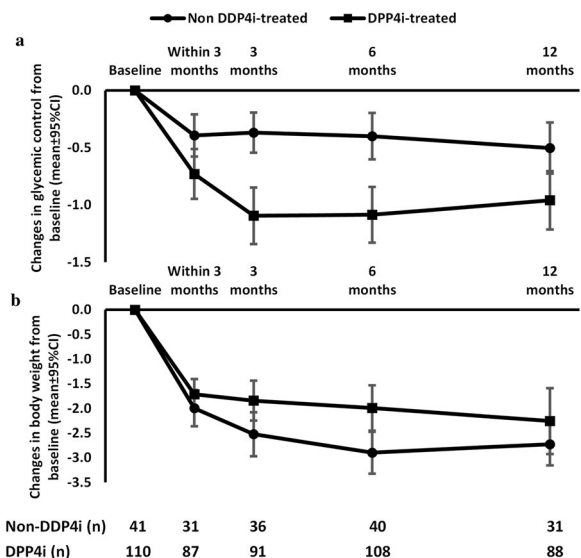 Non DDP4i-treated DPP4i-treated
a
Baseline
Within 3 months
3 months
6 months
12 months
Changes in glycemic control from baseline (mean±95%CI)
0.0
-0.5
-1.0
-1.5
b
Baseline
Within 3 months
3 months
6 months
12 months
Changes in body weight from baseline (mean±95%CI)
0.0
-0.5
-1.0
-1.5
-2.0
-2.5
-3.0
-3.5
Non-DDP4i (n) 41 31 36 40 31
DPP4i (n) 110 87 91 108 88